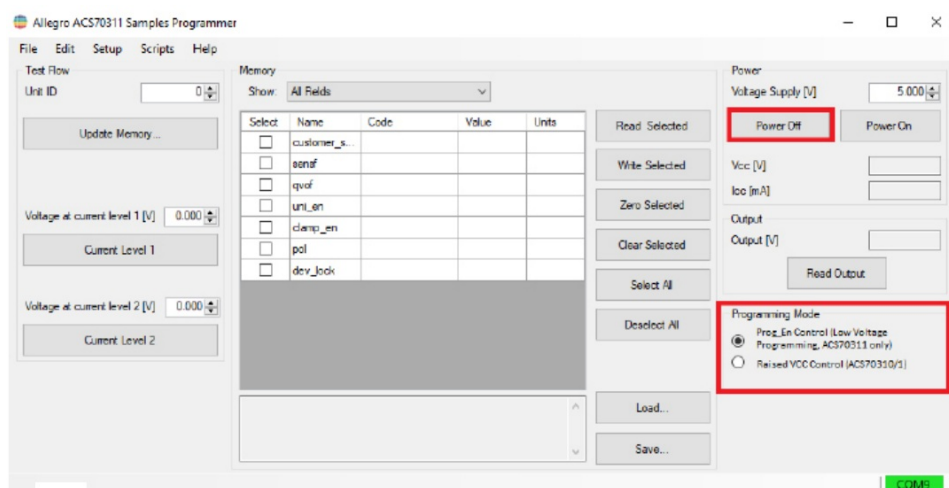 Allegro ACS70311 Samples Programmer
File Edit Setup Scripts Help
Test Flow
Unit ID 0
Update Memory...
Voltage at current level 1 [V] 0.000
Current Level 1
Voltage at current level 2 [V] 0.000
Current Level 2
Memory
Show: All Fields
Select Name Code Value Units
customer_s...
sensf
qvof
uni_en
clamp_en
pol
dev_lock
Read Selected
Write Selected
Zero Selected
Clear Selected
Select All
Deselect All
Load...
Save...
Power
Voltage Supply [V] 5.000
Power Off Power On
Vcc [V]
Icc [mA]
Output
Output [V]
Read Output
Programming Mode
Prog_En Control (Low Voltage
Programming, ACS70311 only)
Raised VCC Control (ACS70310/1)
COM9